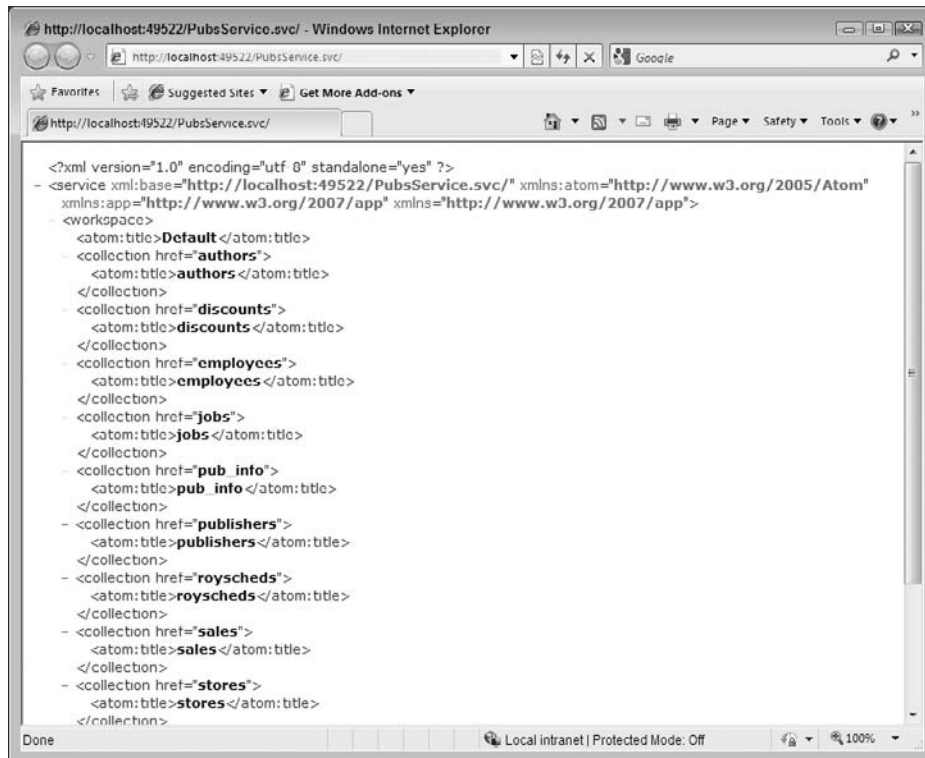 http://localhost:49522/PubsService.svc/ - Windows Internet Explorer
http://localhost:49522/PubsService.svc/
Google
Favorites Suggested Sites ▼ Get More Add-ons ▼
http://localhost:49522/PubsService.svc/
Page ▼ Safety ▼ Tools ▼
<?xml version="1.0" encoding="utf-8" standalone="yes" ?>
- <service xml:base="http://localhost:49522/PubsService.svc/" xmlns:atom="http://www.w3.org/2005/Atom"
xmlns:app="http://www.w3.org/2007/app" xmlns="http://www.w3.org/2007/app">
- <workspace>
<atom:title>Default</atom:title>
- <collection href="authors">
<atom:title>authors</atom:title>
</collection>
- <collection href="discounts">
<atom:title>discounts</atom:title>
</collection>
- <collection href="employees">
<atom:title>employees</atom:title>
</collection>
- <collection href="jobs">
<atom:title>jobs</atom:title>
</collection>
- <collection href="pub_info">
<atom:title>pub_info</atom:title>
</collection>
- <collection href="publishers">
<atom:title>publishers</atom:title>
</collection>
- <collection href="royscheds">
<atom:title>royscheds</atom:title>
</collection>
- <collection href="sales">
<atom:title>sales</atom:title>
</collection>
- <collection href="stores">
<atom:title>stores</atom:title>
</collection>
Done Local intranet | Protected Mode: Off 100%